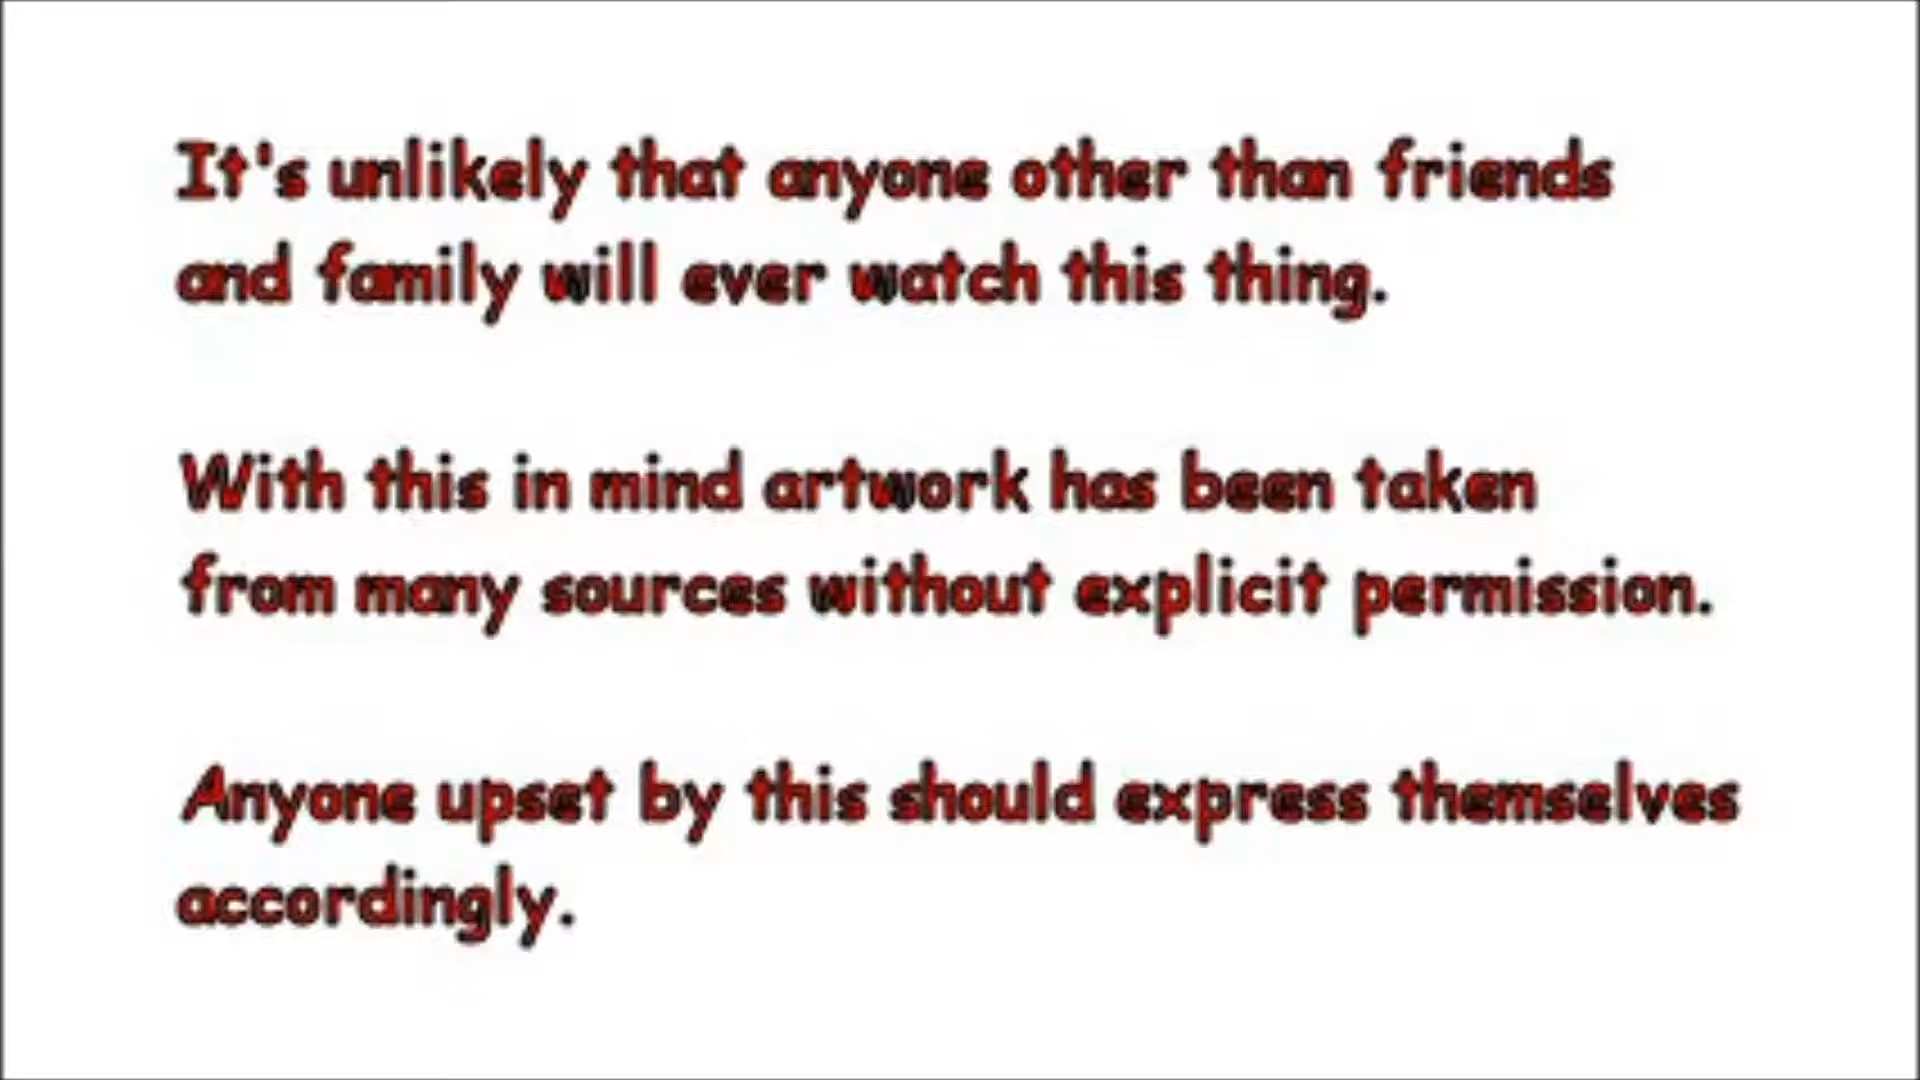 It's unlikely that anyone other than friends
and family will ever watch this thing.
With this in mind artwork has been taken
from many sources without explicit permission.
Anyone upset by this should express themselves
accordingly.